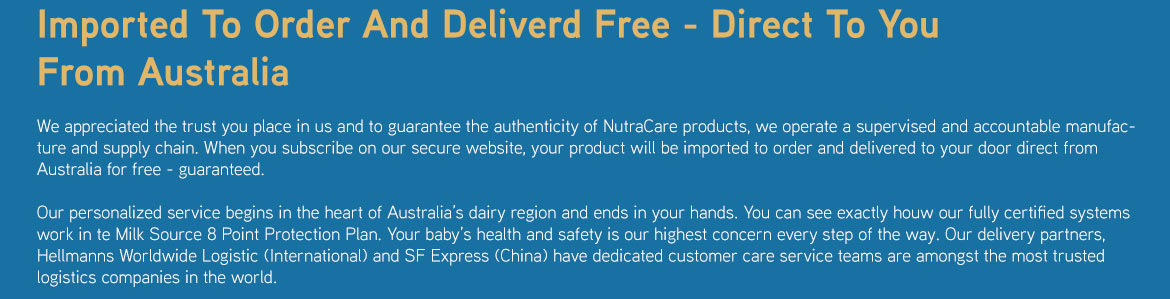 Imported To Order And Deliverd Free - Direct To You
From Australia
We appreciated the trust you place in us and to guarantee the authenticity of NutraCare products, we operate a supervised and accountable manufac-
ture and supply chain. When you subscribe on our secure website, your product will be imported to order and delivered to your door direct from
Australia for free - guaranteed.
Our personalized service begins in the heart of Australia's dairy region and ends in your hands. You can see exactly houw our fully certified systems
work in te Milk Source 8 Point Protection Plan. Your baby's health and safety is our highest concern every step of the way. Our delivery partners,
Hellmanns Worldwide Logistic (International) and SF Express (China) have dedicated customer care service teams are amongst the most trusted
logistics companies in the world.